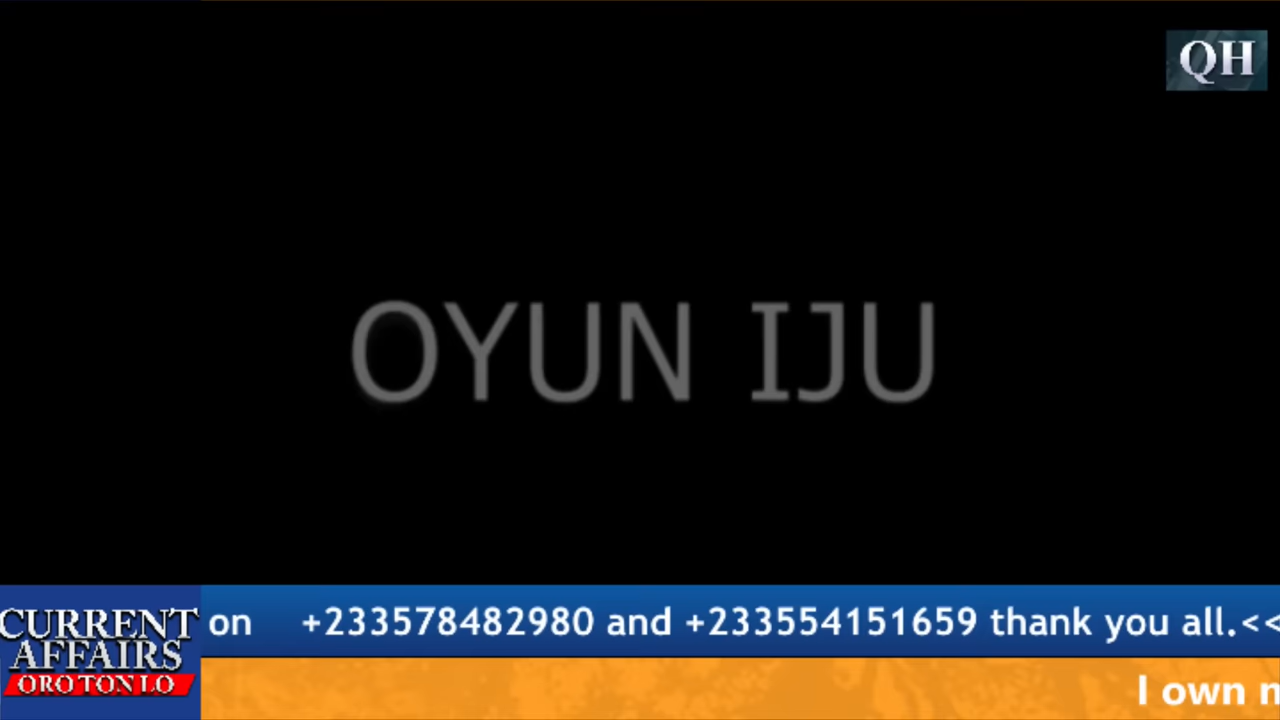 QH
OYUN IJU
CURRENT
AFFAIRS
ORO TON LO
on +233578482980 and +233554151659 thank you all.<<
I own